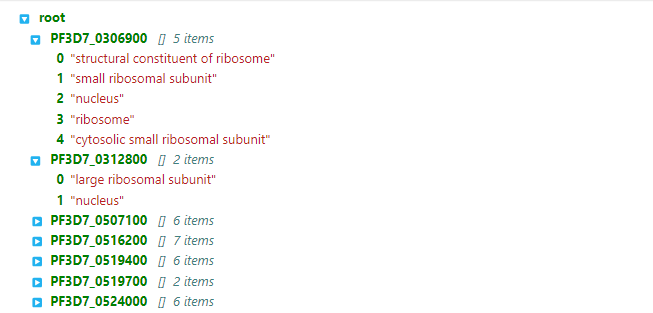 root
PF3D7_0306900 [] 5 items
0 "structural constituent of ribosome"
1 "small ribosomal subunit"
2 "nucleus"
3 "ribosome"
4 "cytosolic small ribosomal subunit"
PF3D7_0312800 [] 2 items
0 "large ribosomal subunit"
1 "nucleus"
PF3D7_0507100 [] 6 items
PF3D7_0516200 [] 7 items
PF3D7_0519400 [] 6 items
PF3D7_0519700 [] 2 items
PF3D7_0524000 [] 6 items